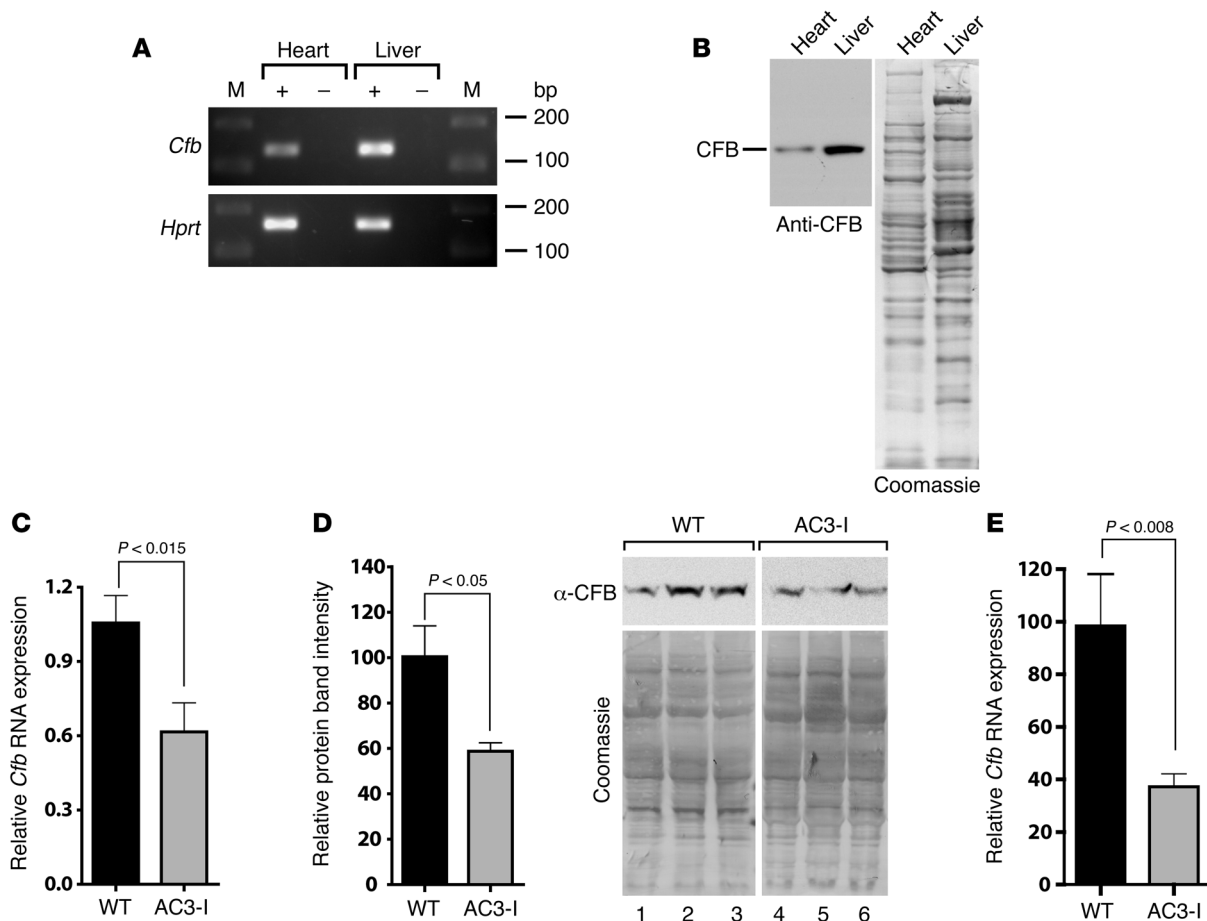 A
Heart Liver
M + – + – M bp
Cfb
200
100
Hprt
200
100
B
Heart Liver Heart Liver
CFB
Anti-CFB
Coomassie
C
P < 0.015
Relative Cfb RNA expression
1.2
0.9
0.6
0.3
0.0
WT AC3-I
D
P < 0.05
Relative protein band intensity
140
120
100
80
60
40
20
0
WT AC3-I
WT AC3-I
α-CFB
Coomassie
1 2 3 4 5 6
E
P < 0.008
Relative Cfb RNA expression
120
100
80
60
40
20
0
WT AC3-I